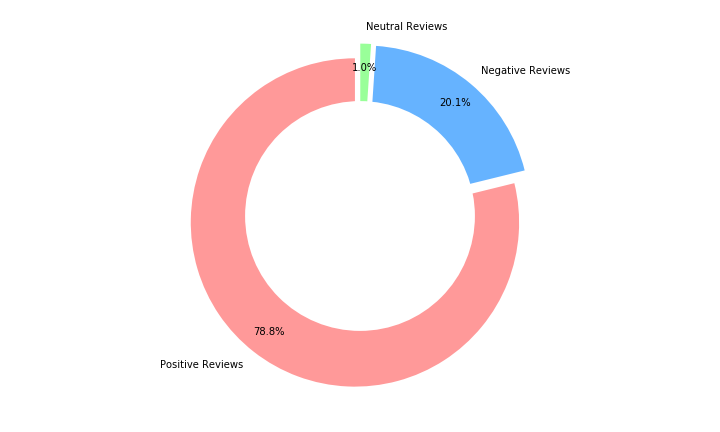 Neutral Reviews
1.0%
Negative Reviews
20.1%
78.8%
Positive Reviews